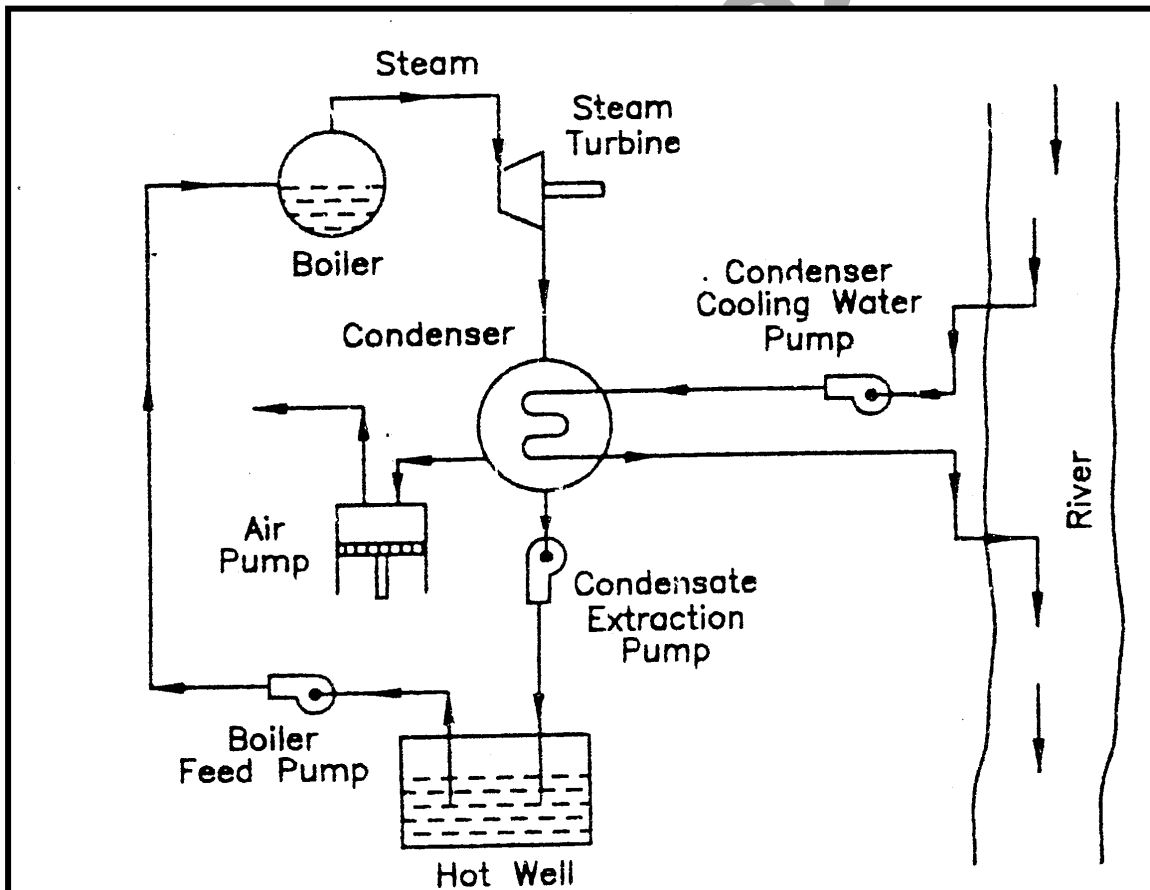 Steam
Steam
Turbine
Boiler
Condenser
Cooling Water
Pump
Condenser
River
Air
Pump
Condensate
Extraction
Pump
Boiler
Feed Pump
Hot Well